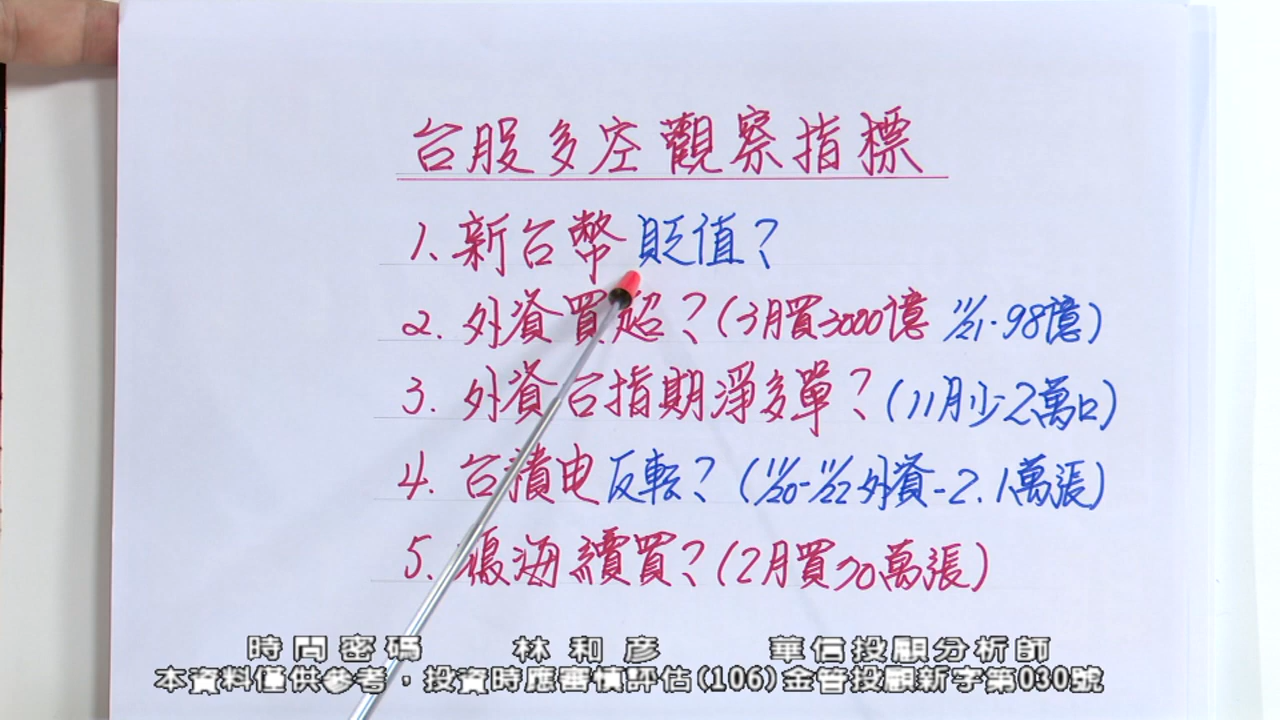 台股多空觀察指標
1. 新台幣貶值?
2. 外資買超?(3月買3000億 11/21-98億)
3. 外資台指期淨多單?(11月少2萬口)
4. 台積电反転?(11/20-11/22外資-2.1萬張)
5. 鴻海續買?(2月買30萬張)
時間密碼 林和彥 華信投顧分析師
本資料僅供參考,投資時應審慎評估(106)金管投顧新字第030號